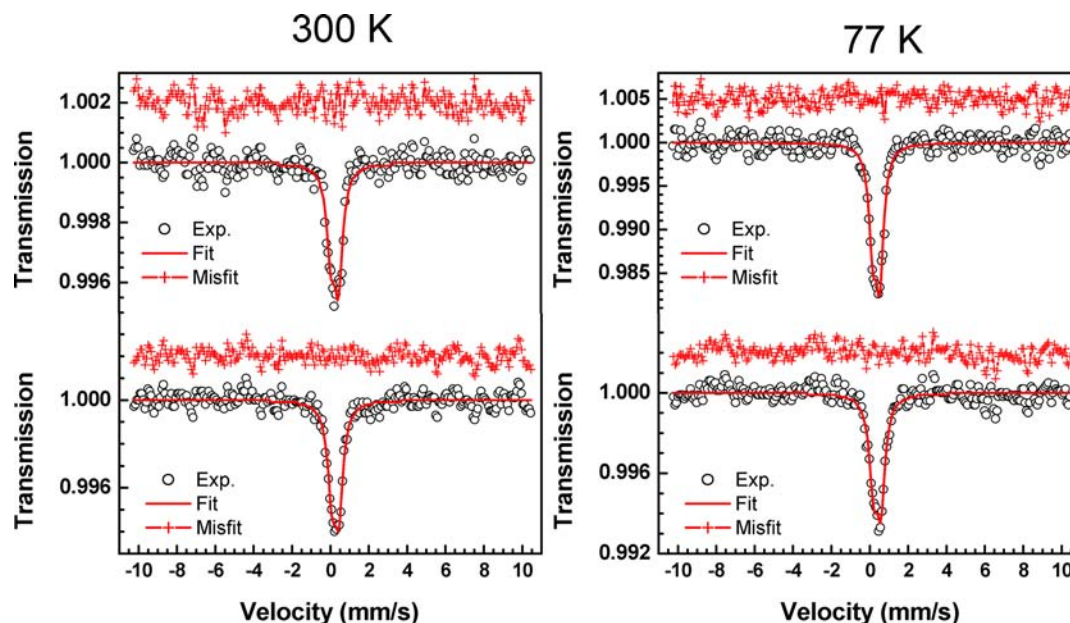 300 K
77 K
1.002
1.000
0.998
0.996
Transmission
Exp.
Fit
Misfit
1.005
1.000
0.995
0.990
0.985
Transmission
Exp.
Fit
Misfit
1.000
0.996
Transmission
Exp.
Fit
Misfit
-10 -8 -6 -4 -2 0 2 4 6 8 10
Velocity (mm/s)
1.000
0.996
0.992
Transmission
Exp.
Fit
Misfit
-10 -8 -6 -4 -2 0 2 4 6 8 10
Velocity (mm/s)